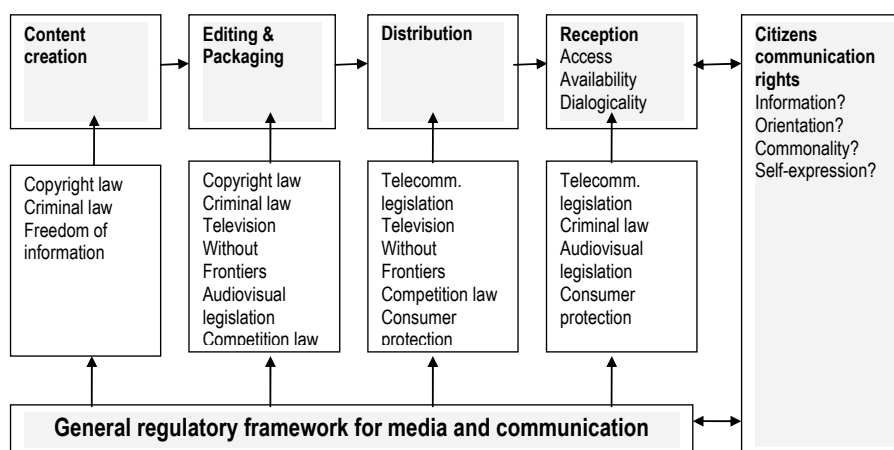 Content
creation
Editing &
Packaging
Distribution
Reception
Access
Availability
Dialogicality
Citizens
communication
rights
Information?
Orientation?
Commonality?
Self-expression?
Copyright law
Criminal law
Freedom of
information
Copyright law
Criminal law
Television
Without
Frontiers
Audiovisual
legislation
Competition law
Telecomm.
legislation
Television
Without
Frontiers
Competition law
Consumer
protection
Telecomm.
legislation
Criminal law
Audiovisual
legislation
Consumer
protection
General regulatory framework for media and communication